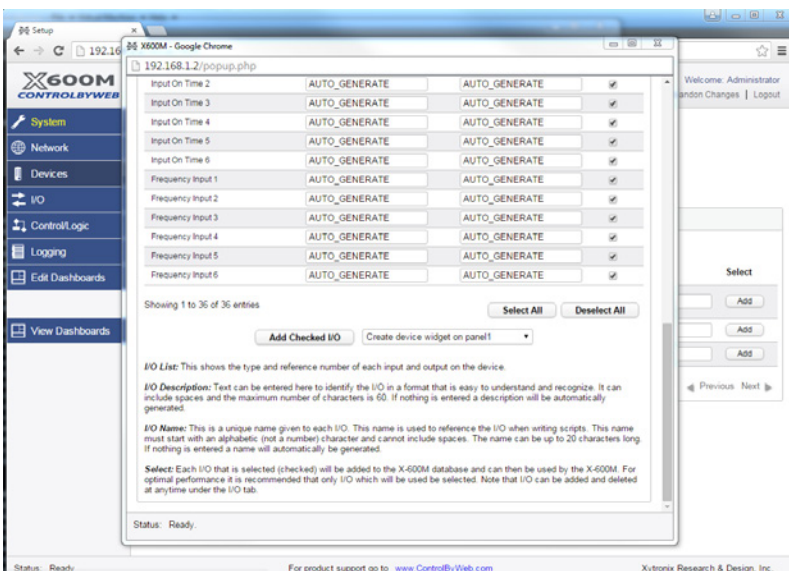 Setup
X600M - Google Chrome
192.16
192.168.1.2/popup.php
X600M
CONTROLBYWEB
Welcome: Administrator
andon Changes | Logout
System
Network
Devices
I/O
Control/Logic
Logging
Edit Dashboards
View Dashboards
Input On Time 2 AUTO_GENERATE AUTO_GENERATE
Input On Time 3 AUTO_GENERATE AUTO_GENERATE
Input On Time 4 AUTO_GENERATE AUTO_GENERATE
Input On Time 5 AUTO_GENERATE AUTO_GENERATE
Input On Time 6 AUTO_GENERATE AUTO_GENERATE
Frequency Input 1 AUTO_GENERATE AUTO_GENERATE
Frequency Input 2 AUTO_GENERATE AUTO_GENERATE
Frequency Input 3 AUTO_GENERATE AUTO_GENERATE
Frequency Input 4 AUTO_GENERATE AUTO_GENERATE
Frequency Input 5 AUTO_GENERATE AUTO_GENERATE
Frequency Input 6 AUTO_GENERATE AUTO_GENERATE
Showing 1 to 36 of 36 entries
Select All Deselect All
Add Checked I/O Create device widget on panel1
I/O List: This shows the type and reference number of each input and output on the device.
I/O Description: Text can be entered here to identify the I/O in a format that is easy to understand and recognize. It can
include spaces and the maximum number of characters is 60. If nothing is entered a description will be automatically
generated.
I/O Name: This is a unique name given to each I/O. This name is used to reference the I/O when writing scripts. This name
must start with an alphabetic (not a number) character and cannot include spaces. The name can be up to 20 characters long.
If nothing is entered a name will automatically be generated.
Select: Each I/O that is selected (checked) will be added to the X-600M database and can then be used by the X-600M. For
optimal performance it is recommended that only I/O which will be used be selected. Note that I/O can be added and deleted
at anytime under the I/O tab.
Status: Ready.
Select
Add
Add
Add
Previous Next
Status: Ready
For product support go to www.ControlByWeb.com
Xytronix Research & Design, Inc.